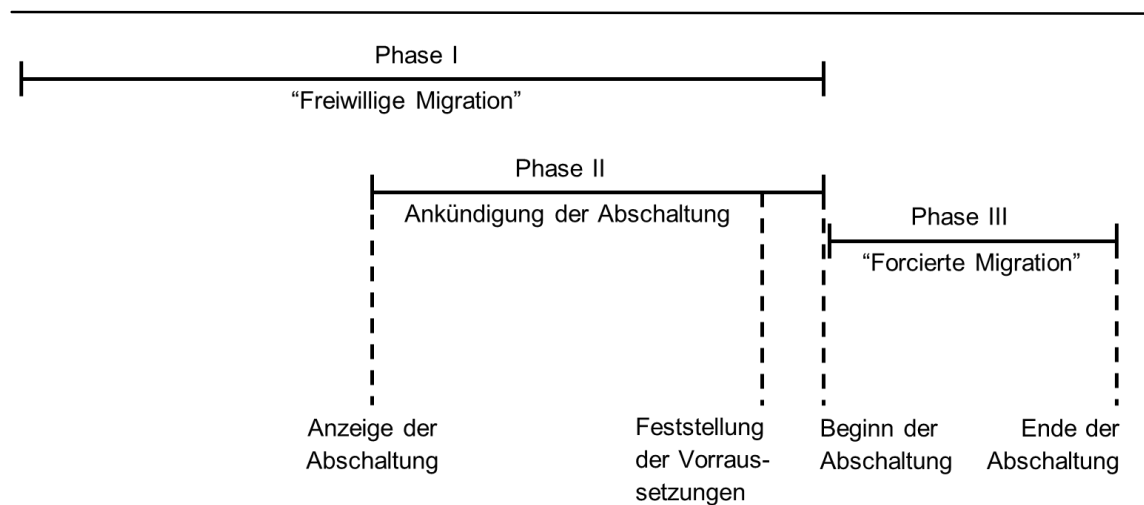 Phase I
“Freiwillige Migration”
Phase II
Ankündigung der Abschaltung
Phase III
“Forcierte Migration”
Anzeige der
Abschaltung
Feststellung
der Vorraus-
setzungen
Beginn der
Abschaltung
Ende der
Abschaltung